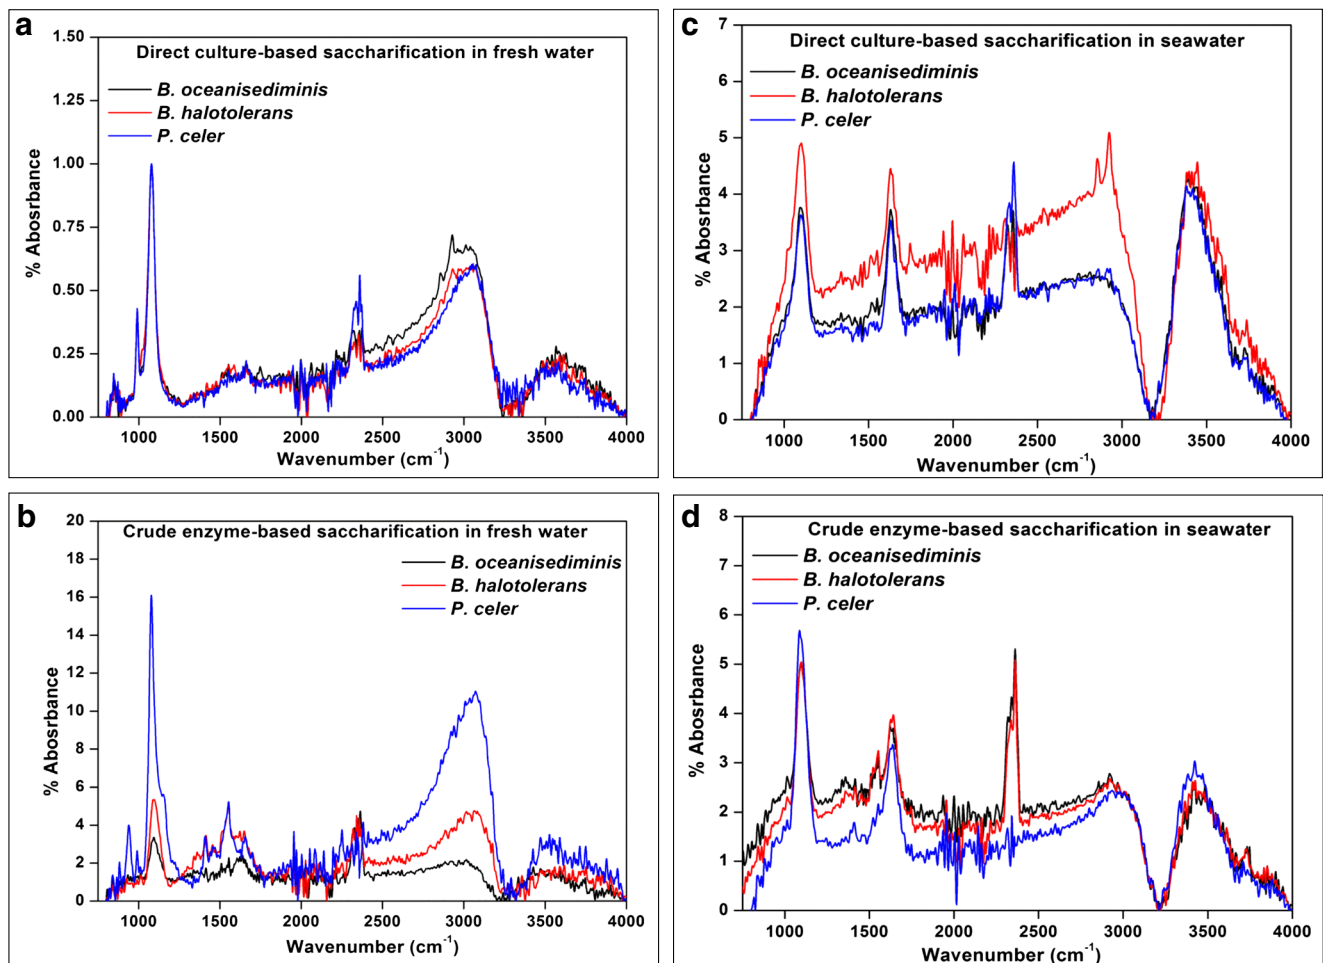 a
Direct culture-based saccharification in fresh water
B. oceanisediminis
B. halotolerans
P. celer
1.50
1.25
1.00
0.75
0.50
0.25
0.00
% Abosrbance
1000 1500 2000 2500 3000 3500 4000
Wavenumber (cm-1)
c
Direct culture-based saccharification in seawater
B. oceanisediminis
B. halotolerans
P. celer
7
6
5
4
3
2
1
0
% Abosrbance
1000 1500 2000 2500 3000 3500 4000
Wavenumber (cm-1)
b
Crude enzyme-based saccharification in fresh water
B. oceanisediminis
B. halotolerans
P. celer
20
18
16
14
12
10
8
6
4
2
0
% Abosrbance
1000 1500 2000 2500 3000 3500 4000
Wavenumber (cm-1)
d
Crude enzyme-based saccharification in seawater
B. oceanisediminis
B. halotolerans
P. celer
8
7
6
5
4
3
2
1
0
% Abosrbance
1000 1500 2000 2500 3000 3500 4000
Wavenumber (cm-1)